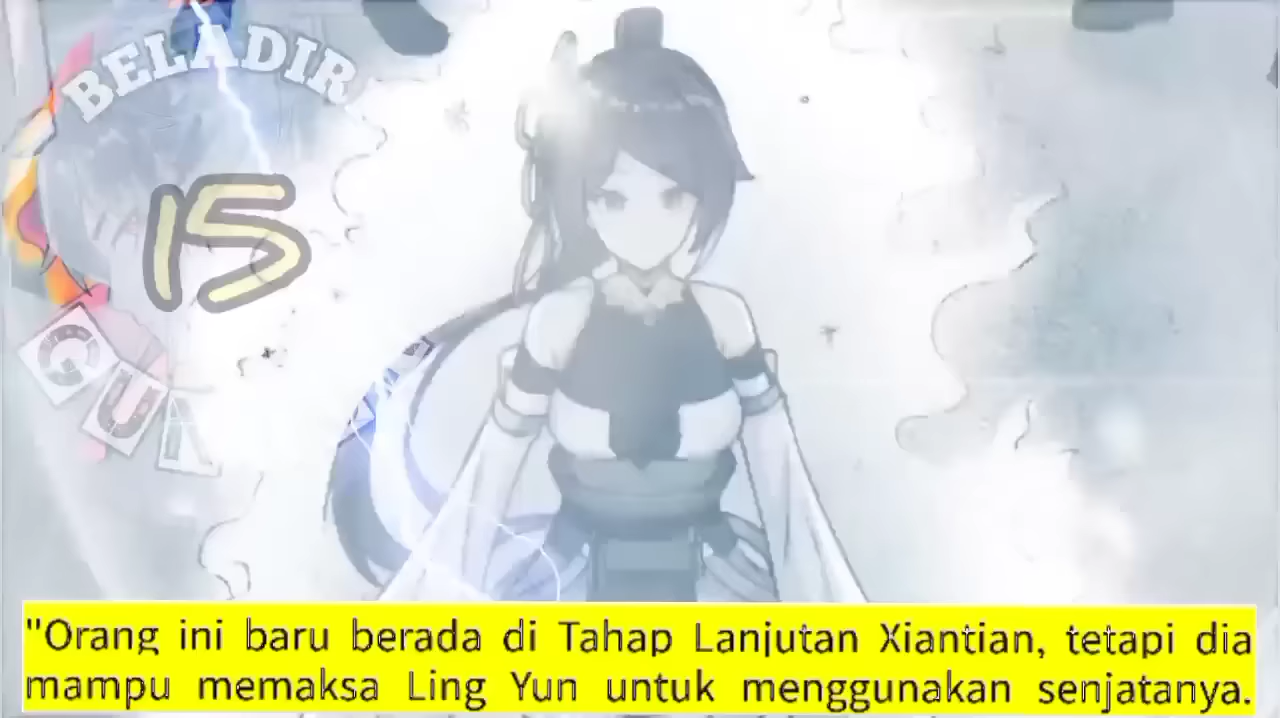 BELADIR
15
QUA
"Orang ini baru berada di Tahap Lanjutan Xiantian, tetapi dia
mampu memaksa Ling Yun untuk menggunakan senjatanya.